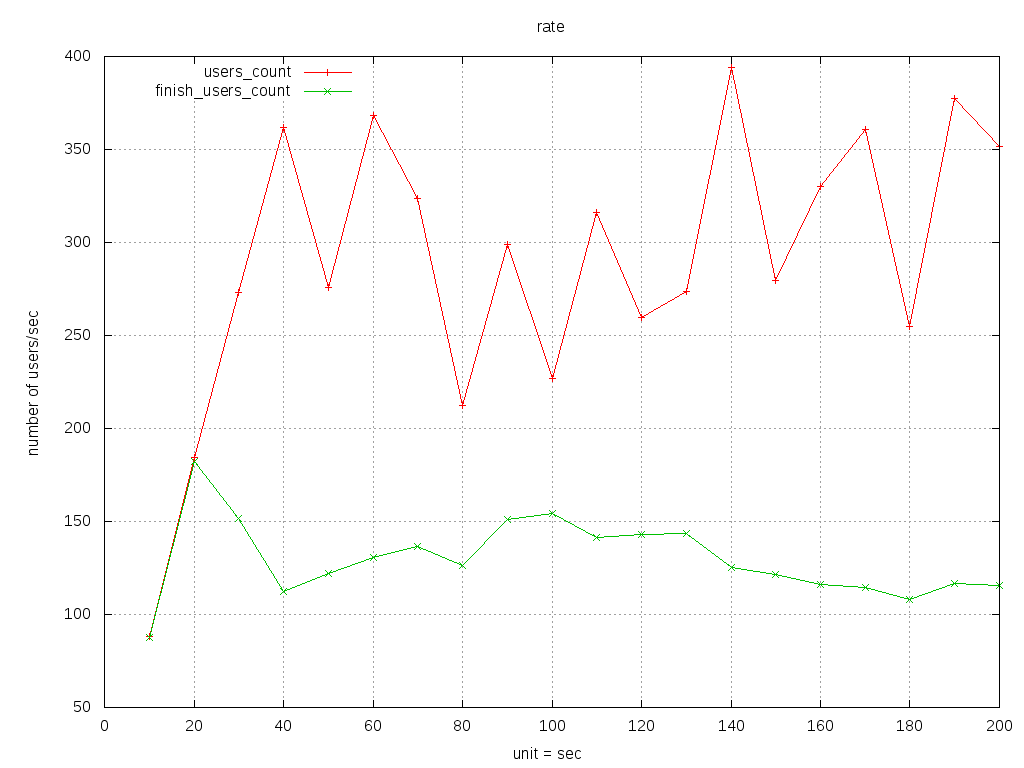 rate
users_count
finish_users_count
number of users/sec
400
350
300
250
200
150
100
50
0 20 40 60 80 100 120 140 160 180 200
unit = sec